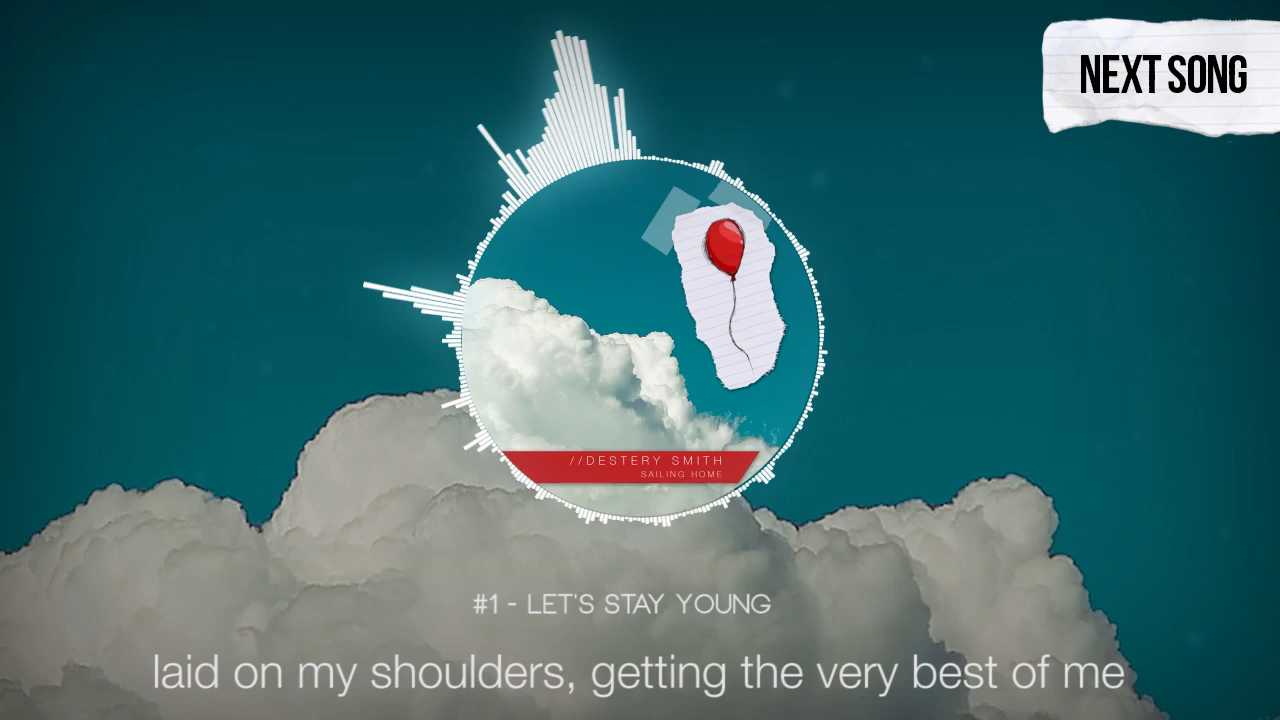 NEXT SONG
//DESTERY SMITH
SAILING HOME
#1 - LET'S STAY YOUNG
laid on my shoulders, getting the very best of me